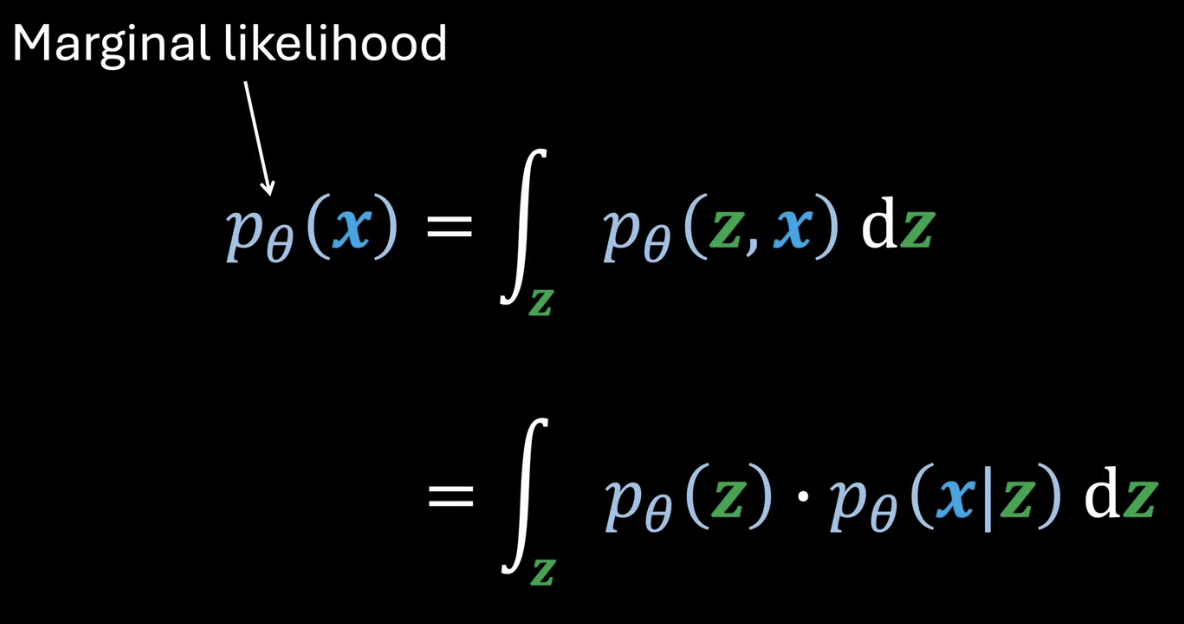 Marginal likelihood
pθ(x) = ∫z pθ(z, x) dz
= ∫z pθ(z) · pθ(x|z) dz